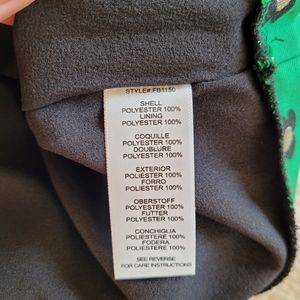 STYLE# FB1150
SHELL
POLYESTER 100%
LINING
POLYESTER 100%
COQUILLE
POLYESTER 100%
DOUBLURE
POLYESTER 100%
EXTERIOR
POLIESTER 100%
FORRO
POLIESTER 100%
OBERSTOFF
POLYESTER 100%
FUTTER
POLYESTER 100%
CONCHIGLIA
POLIESTERE 100%
FODERA
POLIESTERE 100%
SEE REVERSE
FOR CARE INSTRUCTIONS